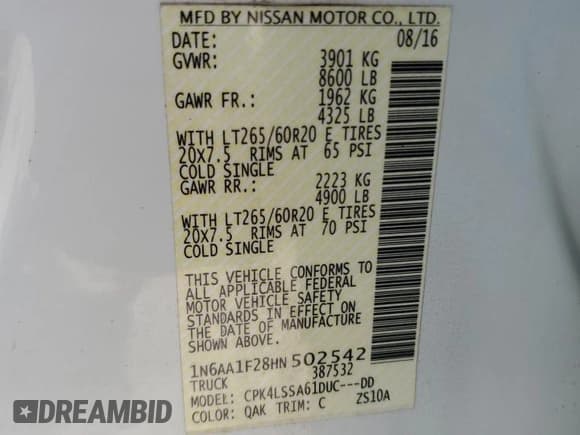 MFD BY NISSAN MOTOR CO., LTD.
DATE: 08/16
GVWR: 3901 KG
8600 LB
GAWR FR.: 1962 KG
4325 LB
WITH LT265/60R20 E TIRES
20x7.5 RIMS AT 65 PSI
COLD SINGLE
GAWR RR.: 2223 KG
4900 LB
WITH LT265/60R20 E TIRES
20x7.5 RIMS AT 70 PSI
COLD SINGLE
THIS VEHICLE CONFORMS TO
ALL APPLICABLE FEDERAL
MOTOR VEHICLE SAFETY
STANDARDS IN EFFECT ON
THE DATE OF MANUFACTURE
SHOWN ABOVE.
1N6AA1F28HN502542
TRUCK 387532
MODEL: CPK4LSSA61DUC---DD
COLOR: QAK TRIM: C ZS10A
DREAMBID